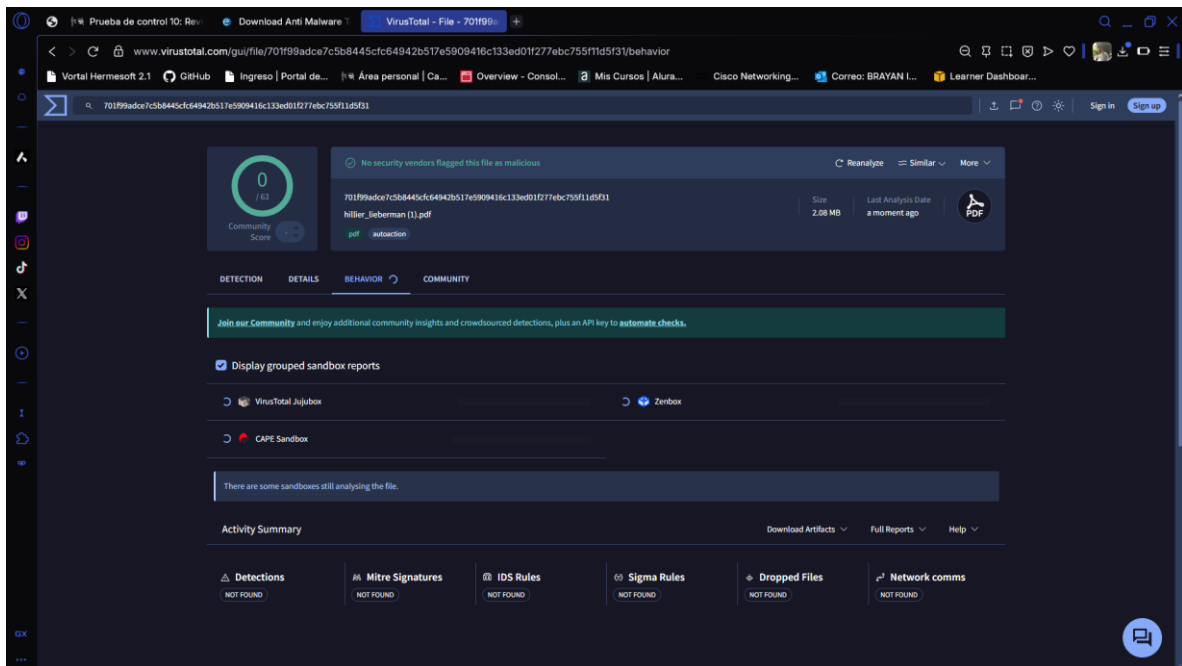 Prueba de control 10: Rev
Download Anti Malware T
VirusTotal - File - 701f99a
www.virustotal.com/gui/file/701f99adce7c5b8445cfc64942b517e5909416c133ed01f277ebc755f11d5f31/behavior
Vortal Hermesoft 2.1 GitHub Ingreso | Portal de... Área personal | Ca... Overview - Consol... Mis Cursos | Alura... Cisco Networking... Correo: BRAYAN I... Learner Dashboar...
701f99adce7c5b8445cfc64942b517e5909416c133ed01f277ebc755f11d5f31
Sign in Sign up
0
/ 63
Community
Score
No security vendors flagged this file as malicious
Reanalyze Similar More
701f99adce7c5b8445cfc64942b517e5909416c133ed01f277ebc755f11d5f31
hillier_lieberman (1).pdf
pdf autoaction
Size
2.08 MB
Last Analysis Date
a moment ago
PDF
DETECTION DETAILS BEHAVIOR COMMUNITY
Join our Community and enjoy additional community insights and crowdsourced detections, plus an API key to automate checks.
Display grouped sandbox reports
VirusTotal Jujubox
Zenbox
CAPE Sandbox
There are some sandboxes still analysing the file.
Activity Summary
Download Artifacts Full Reports Help
Detections Mitre Signatures IDS Rules Sigma Rules Dropped Files Network comms
NOT FOUND NOT FOUND NOT FOUND NOT FOUND NOT FOUND NOT FOUND
GX